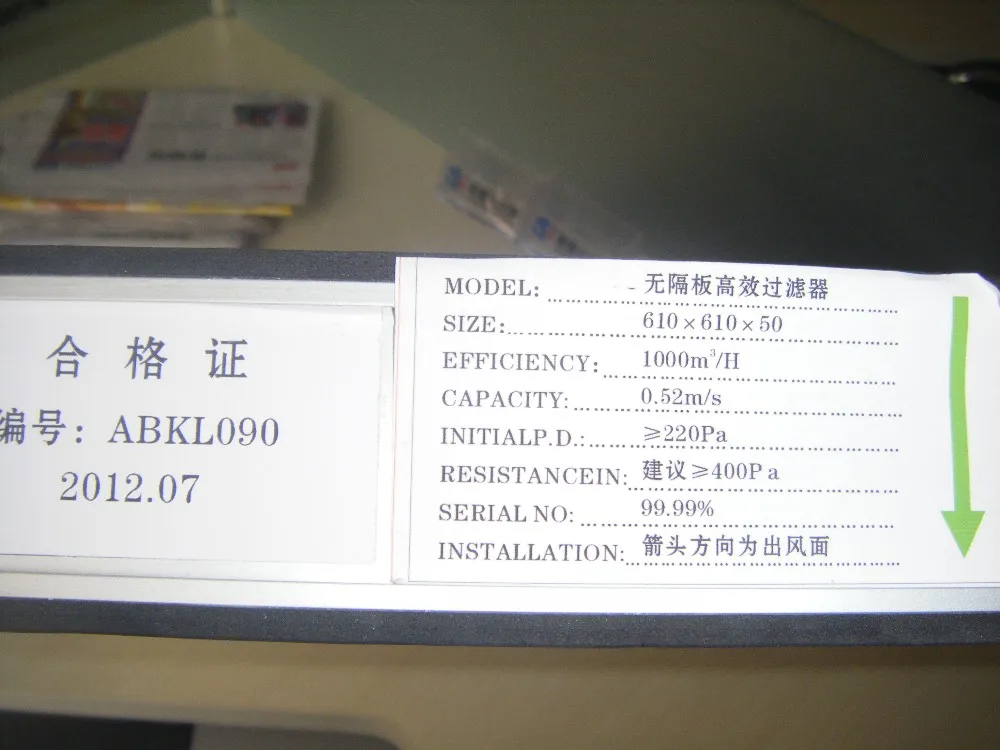 合格证
编号: ABKL090
2012.07
MODEL: 无隔板高效过滤器
SIZE: 610×610×50
EFFICIENCY: 1000m³/H
CAPACITY: 0.52m/s
INITIALP.D.: ≥220Pa
RESISTANCEIN: 建议≥400Pa
SERIAL NO: 99.99%
INSTALLATION: 箭头方向为出风面